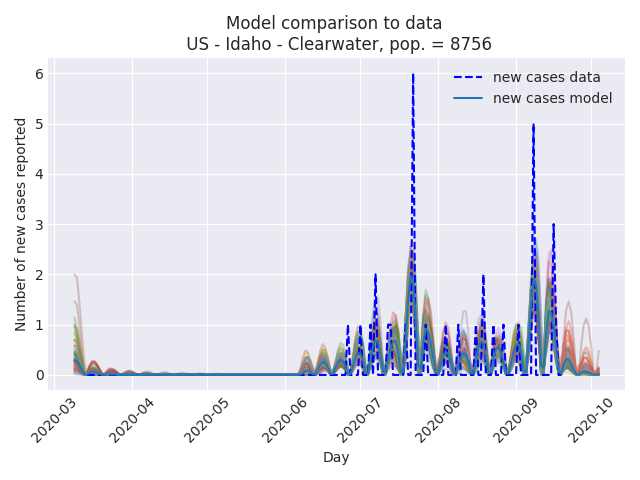 Model comparison to data
US - Idaho - Clearwater, pop. = 8756
new cases data
new cases model
Number of new cases reported
6
5
4
3
2
1
0
2020-03
2020-04
2020-05
2020-06
2020-07
2020-08
2020-09
2020-10
Day